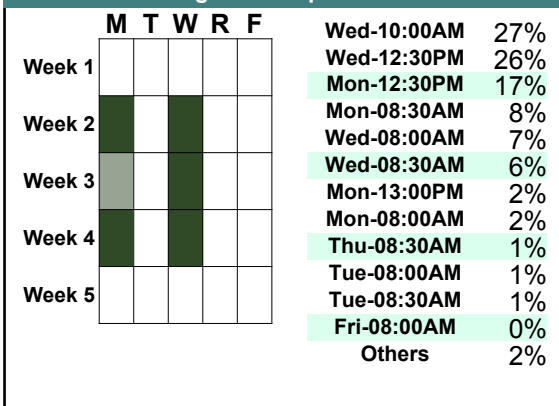 M T W R F
Week 1
Week 2
Week 3
Week 4
Week 5
Wed-10:00AM 27%
Wed-12:30PM 26%
Mon-12:30PM 17%
Mon-08:30AM 8%
Wed-08:00AM 7%
Wed-08:30AM 6%
Mon-13:00PM 2%
Mon-08:00AM 2%
Thu-08:30AM 1%
Tue-08:00AM 1%
Tue-08:30AM 1%
Fri-08:00AM 0%
Others 2%